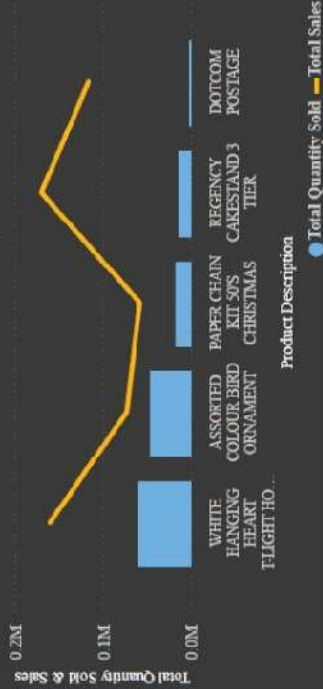 Total Quantity Sold & Sales
0.2M
0.1M
0.0M
WHITE
HANGING
HEART
T-LIGHT HO...
ASSORTED
COLOUR BIRD
ORNAMENT
PAPER CHAIN
KIT 50'S
CHRISTMAS
REGENCY
CAKESTAND 3
TIER
DOTCOM
POSTAGE
Product Description
Total Quantity Sold
Total Sales